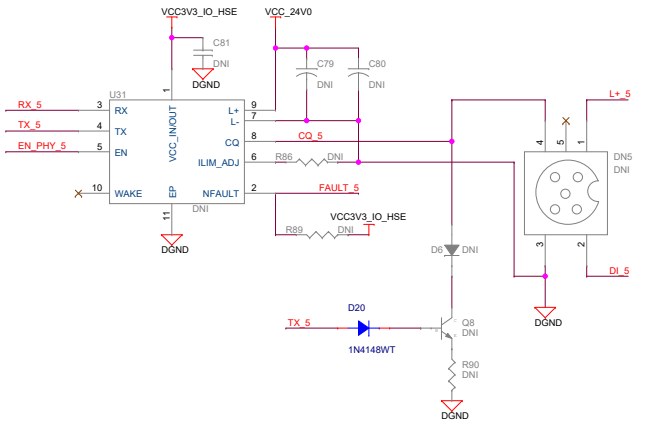 VCC3V3_IO_HSE
VCC_24V0
C81
DNI
DGND
C79
DNI
C80
DNI
U31
1
RX_5
3
RX
VCC_IN/OUT
L+
9
TX_5
4
TX
L-
7
EN_PHY_5
5
EN
CQ
8
CQ_5
ILIM_ADJ
6
R86
DNI
10
WAKE
EP
NFAULT
2
FAULT_5
11
DNI
DGND
VCC3V3_IO_HSE
R89
DNI
L+_5
4
5
1
DN5
DNI
3
2
DI_5
DGND
D6
DNI
D20
TX_5
1N4148WT
Q8
DNI
R90
DNI
DGND